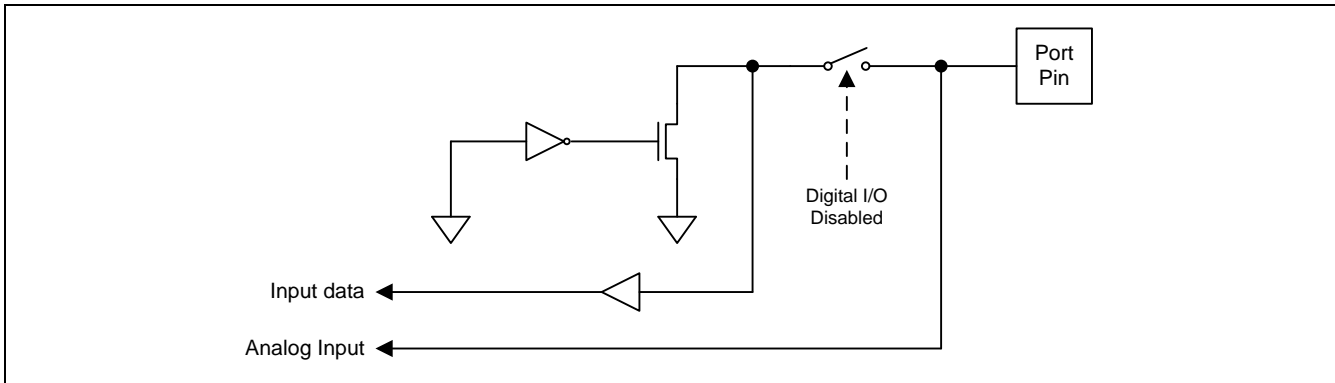 Port
Pin
Digital I/O
Disabled
Input data
Analog Input